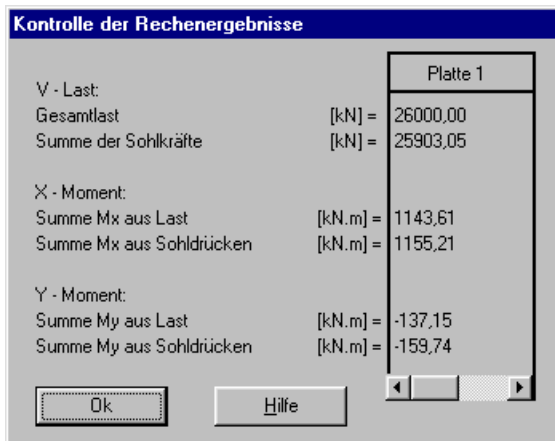 Kontrolle der Rechenergebnisse
Platte 1
V - Last:
Gesamtlast [kN] = 26000,00
Summe der Sohlkräfte [kN] = 25903,05
X - Moment:
Summe Mx aus Last [kN.m] = 1143,61
Summe Mx aus Sohldrücken [kN.m] = 1155,21
Y - Moment:
Summe My aus Last [kN.m] = -137,15
Summe My aus Sohldrücken [kN.m] = -159,74
Ok Hilfe